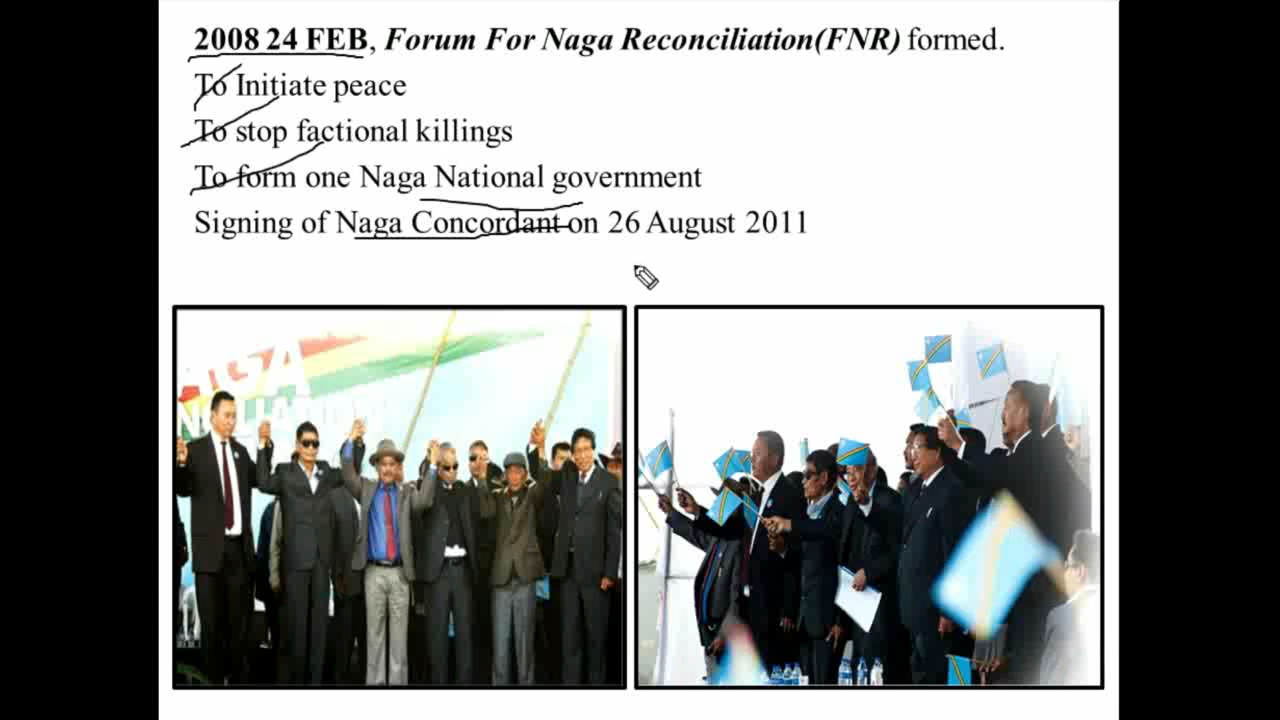 2008 24 FEB, Forum For Naga Reconciliation(FNR) formed.
To Initiate peace
To stop factional killings
To form one Naga National government
Signing of Naga Concordant on 26 August 2011